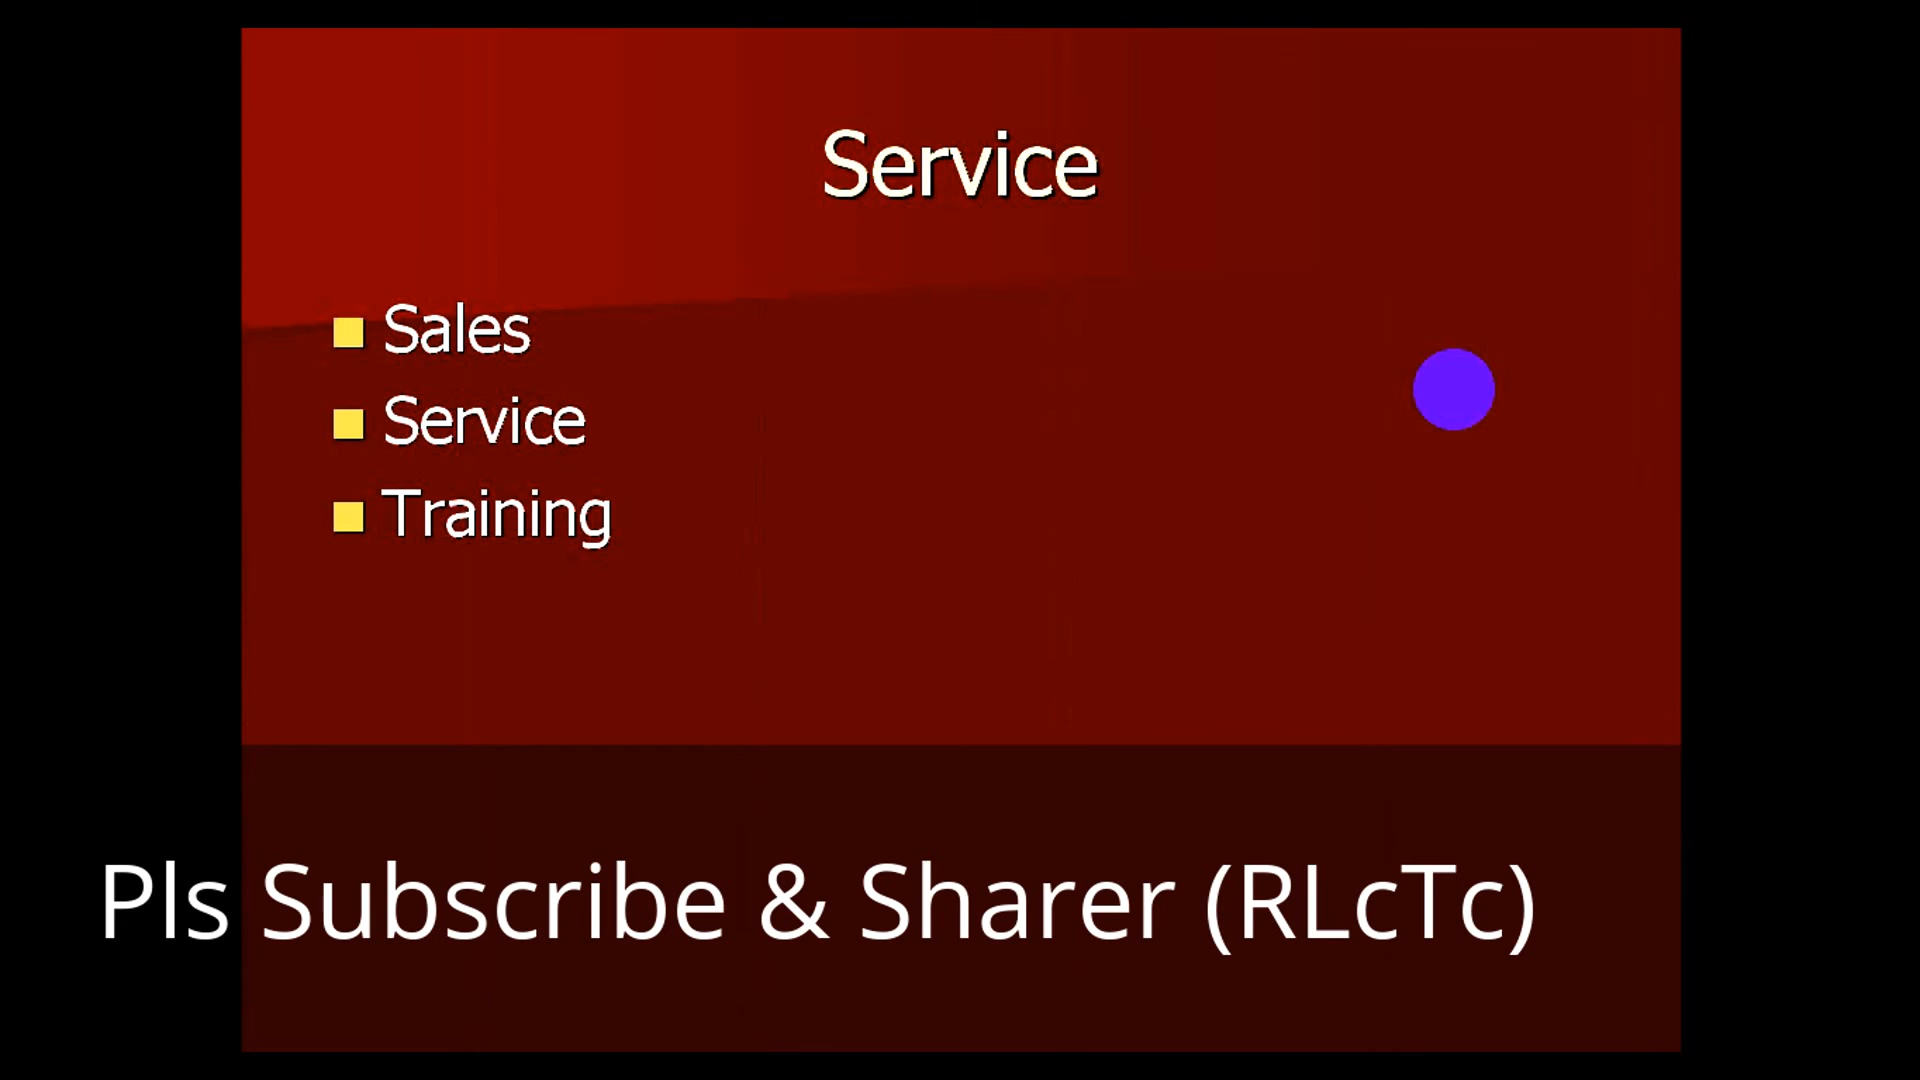 Service
Sales
Service
Training
Pls Subscribe & Sharer (RLcTc)